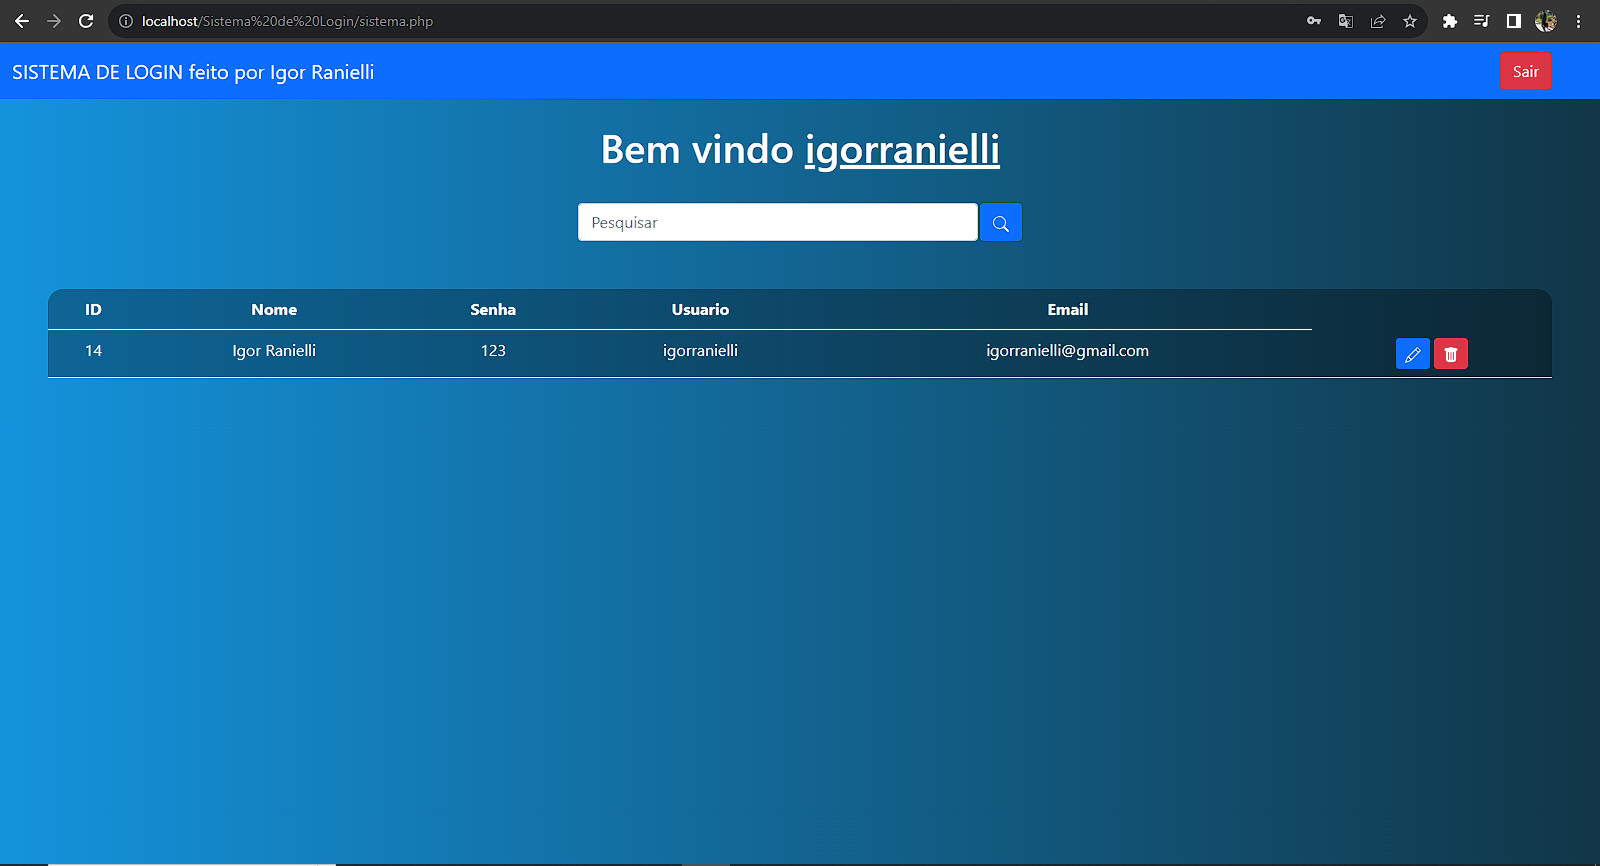 localhost/Sistema%20de%20Login/sistema.php
SISTEMA DE LOGIN feito por Igor Ranielli
Sair
Bem vindo igorranielli
Pesquisar
ID Nome Senha Usuario Email
14 Igor Ranielli 123 igorranielli igorranielli@gmail.com